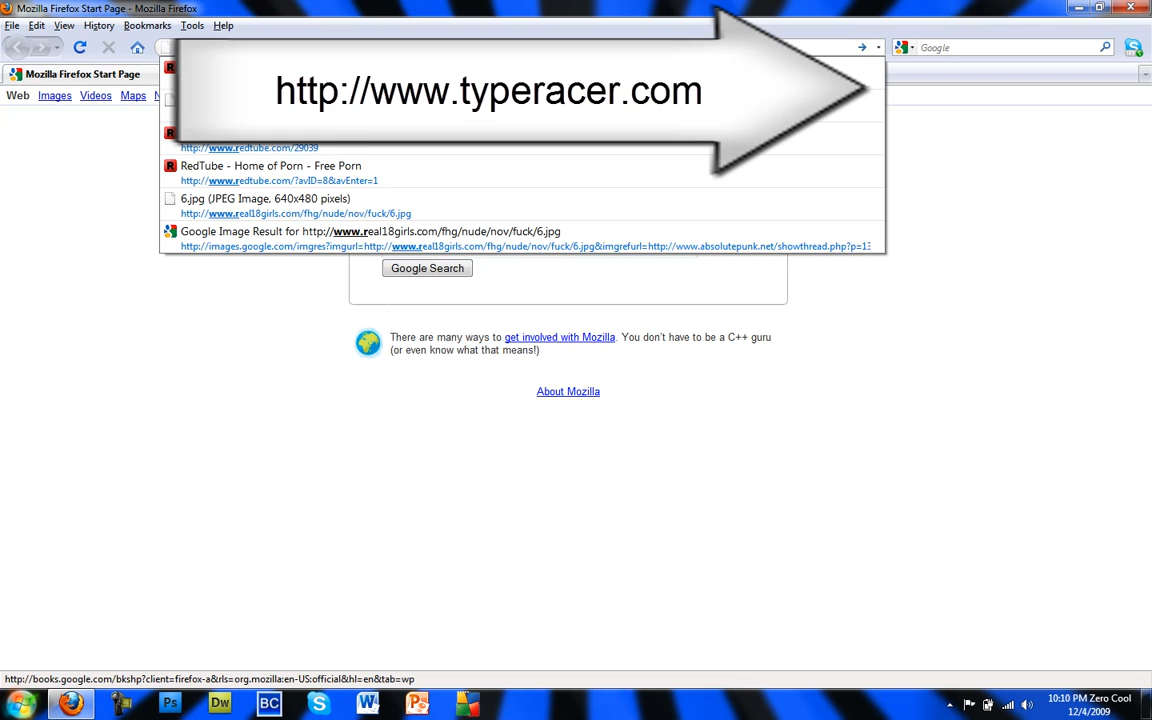 Mozilla Firefox Start Page - Mozilla Firefox
File Edit View History Bookmarks Tools Help
Google
Mozilla Firefox Start Page
http://www.typeracer.com
Web Images Videos Maps
http://www.redtube.com/29039
RedTube - Home of Porn - Free Porn
http://www.redtube.com/?avID=8&avEnter=1
6.jpg (JPEG Image, 640x480 pixels)
http://www.real18girls.com/fhg/nude/nov/fuck/6.jpg
Google Image Result for http://www.real18girls.com/fhg/nude/nov/fuck/6.jpg
http://images.google.com/imgres?imgurl=http://www.real18girls.com/fhg/nude/nov/fuck/6.jpg&imgrefurl=http://www.absolutepunk.net/showthread.php?p=13
Google Search
There are many ways to get involved with Mozilla. You don't have to be a C++ guru
(or even know what that means!)
About Mozilla
http://books.google.com/bkshp?client=firefox-a&rls=org.mozilla:en-US:official&hl=en&tab=wp
Ps Dw BC
10:10 PM Zero Cool
12/4/2009